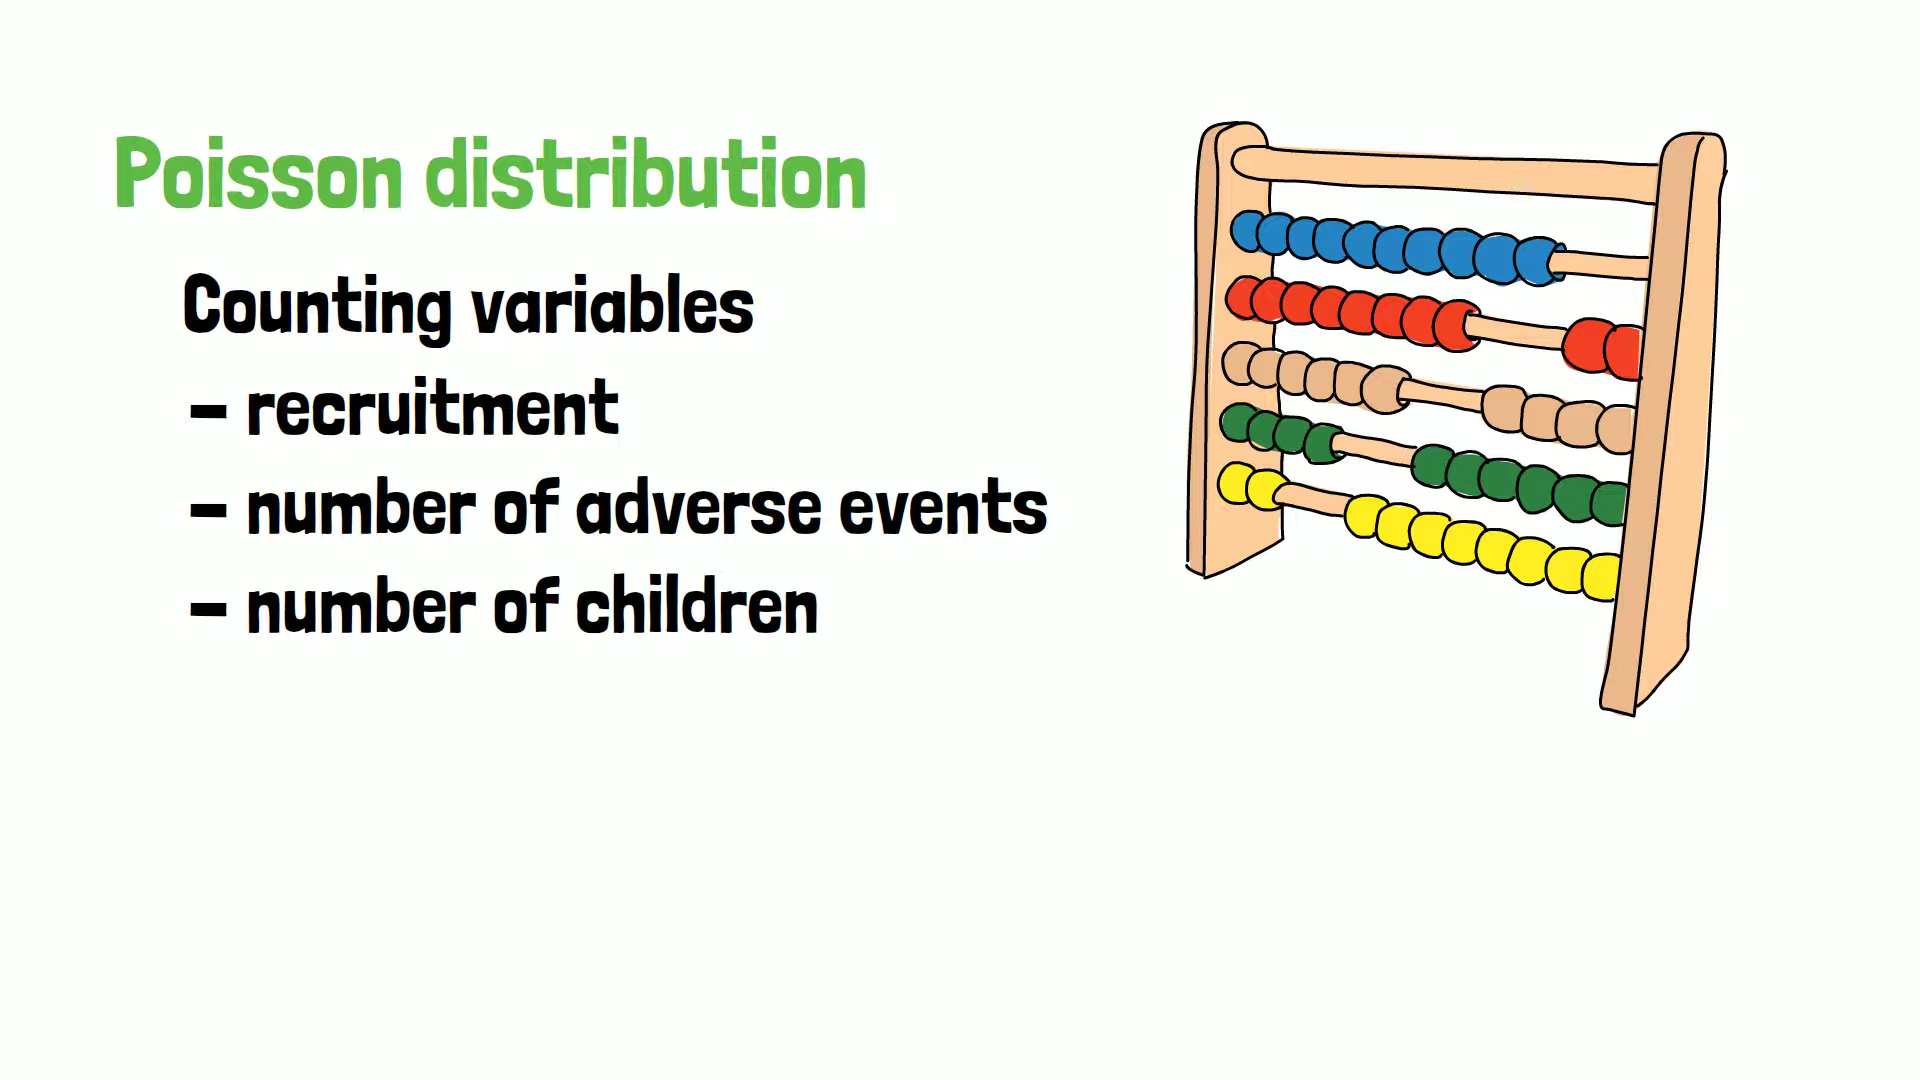 Poisson distribution
Counting variables
– recruitment
– number of adverse events
– number of children